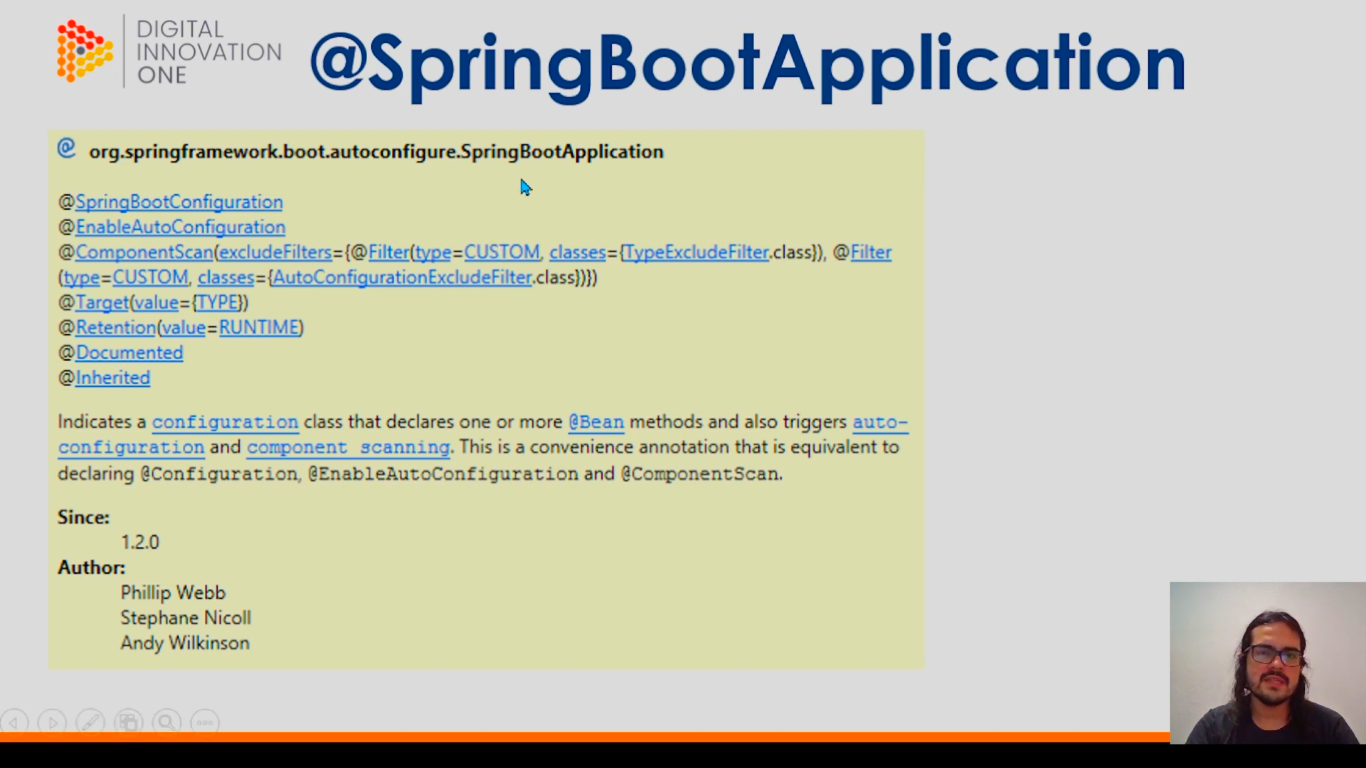 DIGITAL
INNOVATION
ONE
@SpringBootApplication
@ org.springframework.boot.autoconfigure.SpringBootApplication
@SpringBootConfiguration
@EnableAutoConfiguration
@ComponentScan(excludeFilters={@Filter(type=CUSTOM, classes={TypeExcludeFilter.class}), @Filter
(type=CUSTOM, classes={AutoConfigurationExcludeFilter.class})})
@Target(value={TYPE})
@Retention(value=RUNTIME)
@Documented
@Inherited
Indicates a configuration class that declares one or more @Bean methods and also triggers auto-
configuration and component scanning. This is a convenience annotation that is equivalent to
declaring @Configuration, @EnableAutoConfiguration and @ComponentScan.
Since:
1.2.0
Author:
Phillip Webb
Stephane Nicoll
Andy Wilkinson